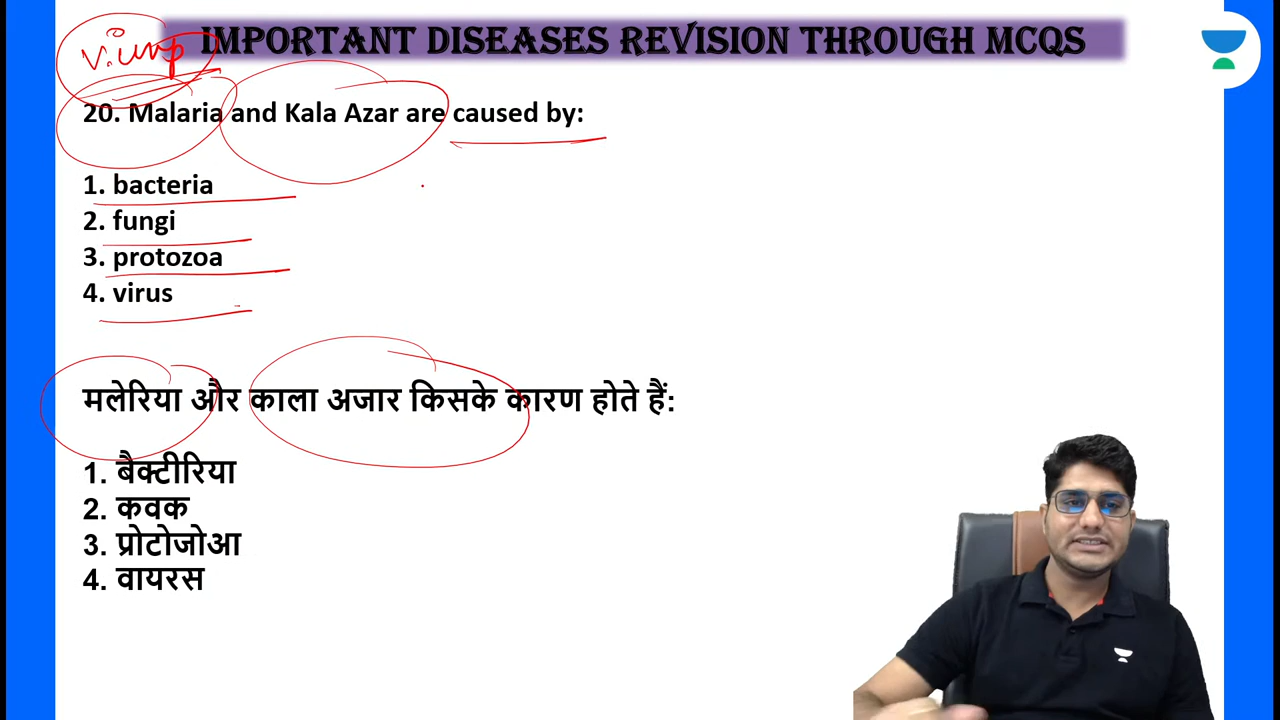 IMPORTANT DISEASES REVISION THROUGH MCQS
V.imp
20. Malaria and Kala Azar are caused by:
1. bacteria
2. fungi
3. protozoa
4. virus
मलेरिया और काला अजार किसके कारण होते हैं:
1. बैक्टीरिया
2. कवक
3. प्रोटोजोआ
4. वायरस